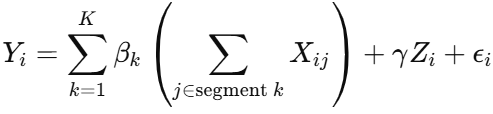 $Y_i = \sum_{k=1}^{K} \beta_k \left( \sum_{j \in \text{segment } k} X_{ij} \right) + \gamma Z_i + \epsilon_i$